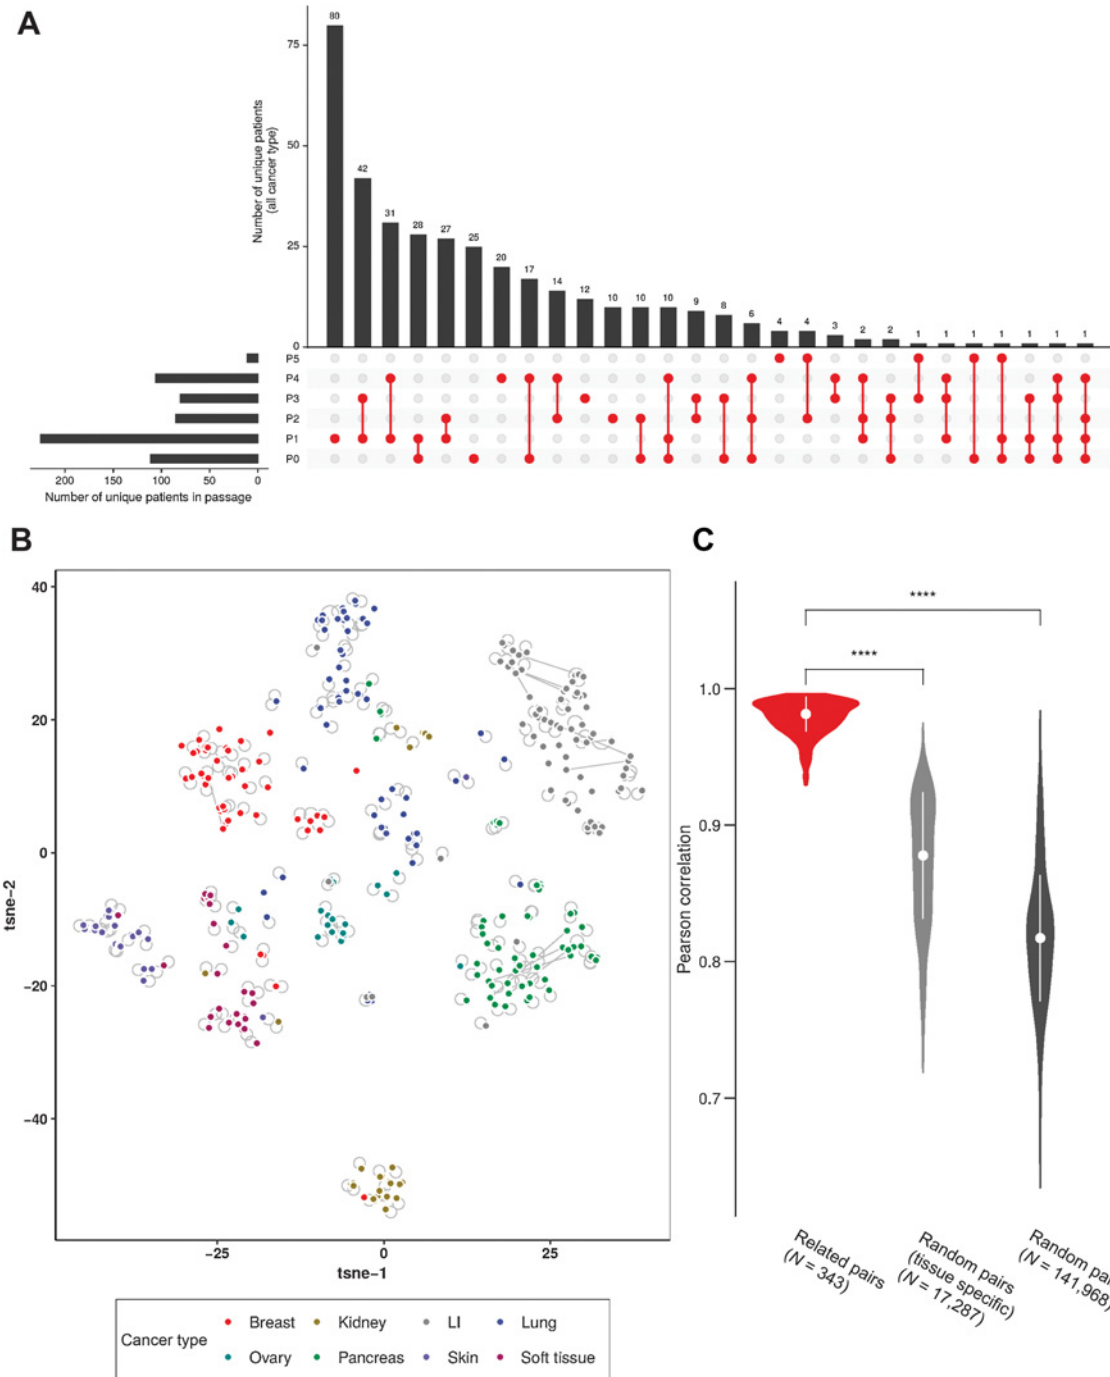 A
80
75
42
50
31
28
27
25
25
20
17
14
12
10
10
10
9
8
6
4
4
3
2
2
1
1
1
1
1
1
1
0
Number of unique patients
(all cancer type)
P5
P4
P3
P2
P1
P0
200 150 100 50 0
Number of unique patients in passage
B
40
20
0
−20
−40
tsne-2
−25 0 25
tsne-1
Cancer type
Breast Kidney LI Lung
Ovary Pancreas Skin Soft tissue
C
****
****
1.0
0.9
0.8
0.7
Pearson correlation
Related pairs
(N = 343)
Random pairs
(tissue specific)
(N = 17,287)
Random pai
(N = 141,968)